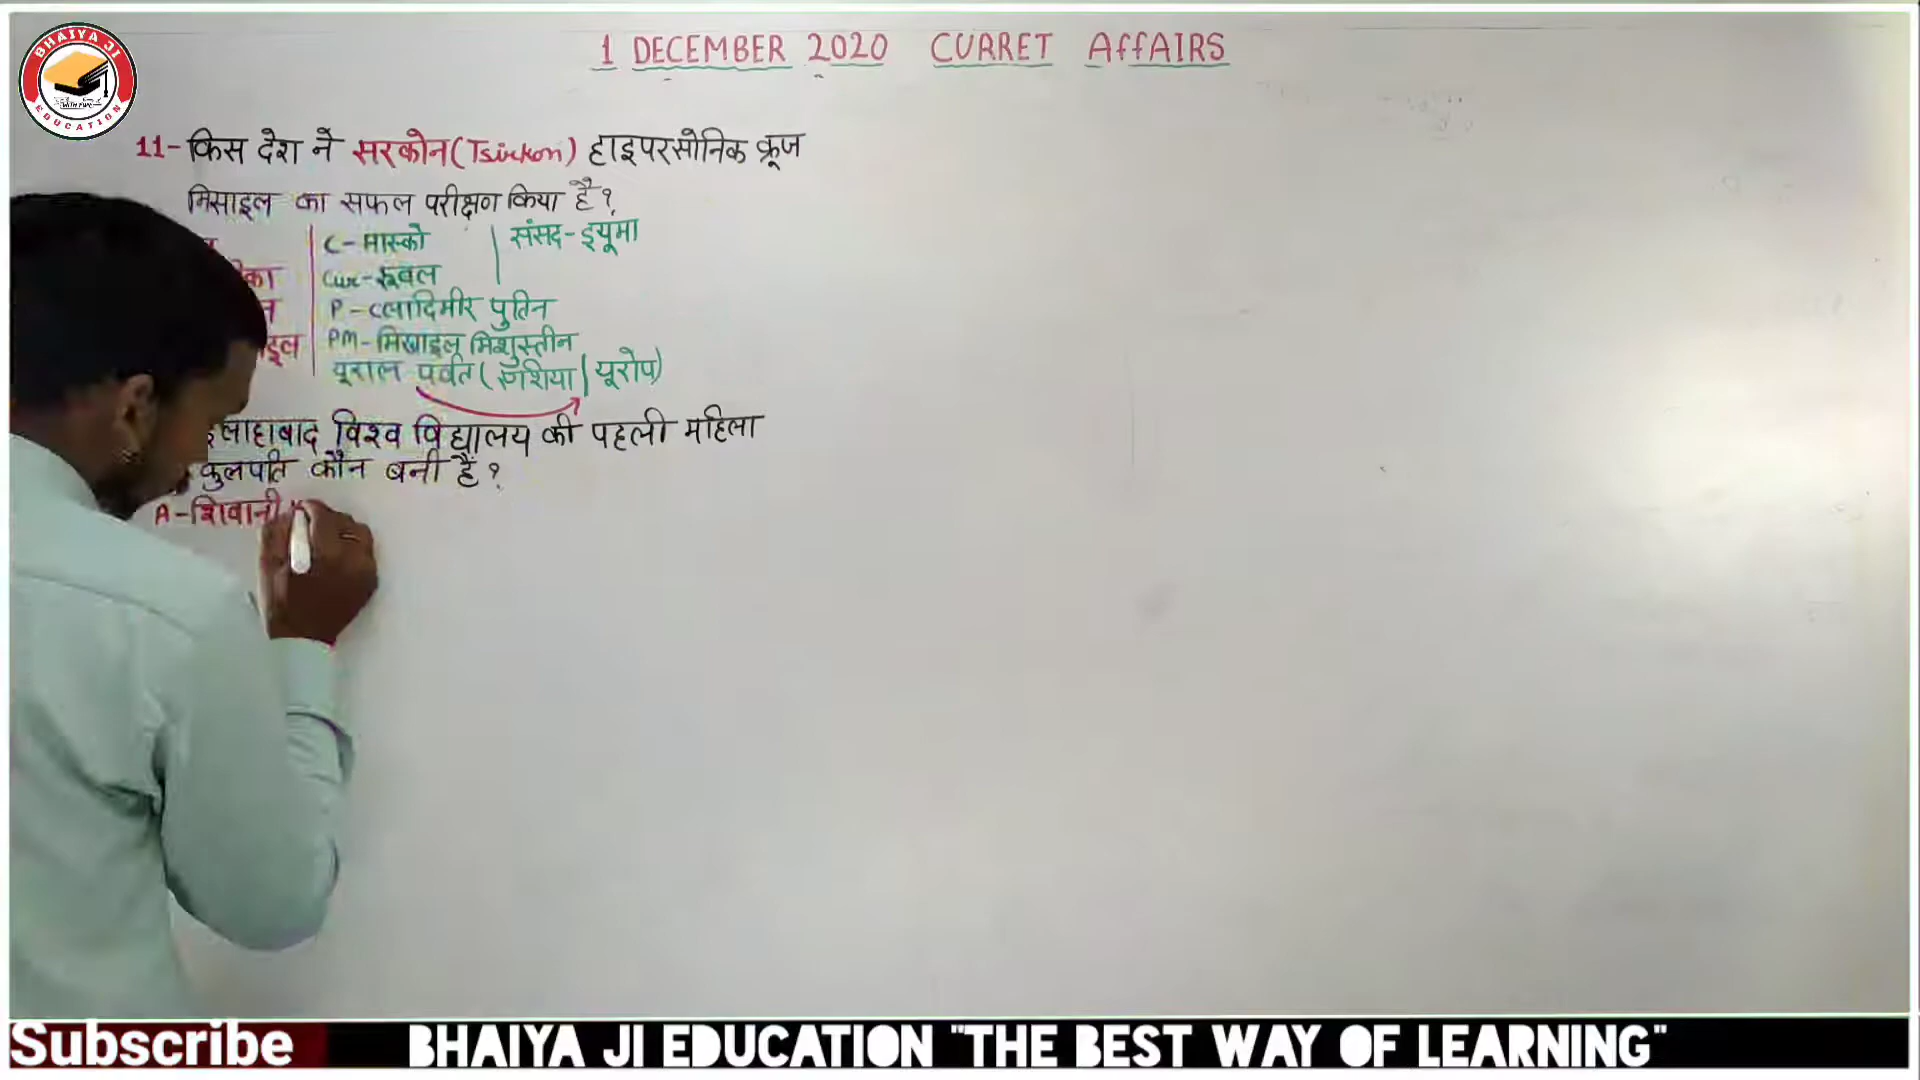 BHAIYA JI
EDUCATION
1 DECEMBER 2020 CURRET AffAIRS
11- किस देश ने सरकोन (Tsirkon) हाइपरसोनिक क्रूज
मिसाइल का सफल परीक्षण किया है?
C - मास्को
संसद - ड्यूमा
Cur - रूबल
P - व्लादिमीर पुतिन
PM - मिखाइल मिशुस्तीन
यूराल पर्वत (एशिया | यूरोप)
इलाहाबाद विश्व विद्यालय की पहली महिला
कुलपति कौन बनी हैं?
A - शिवानी
Subscribe
BHAIYA JI EDUCATION "THE BEST WAY OF LEARNING"